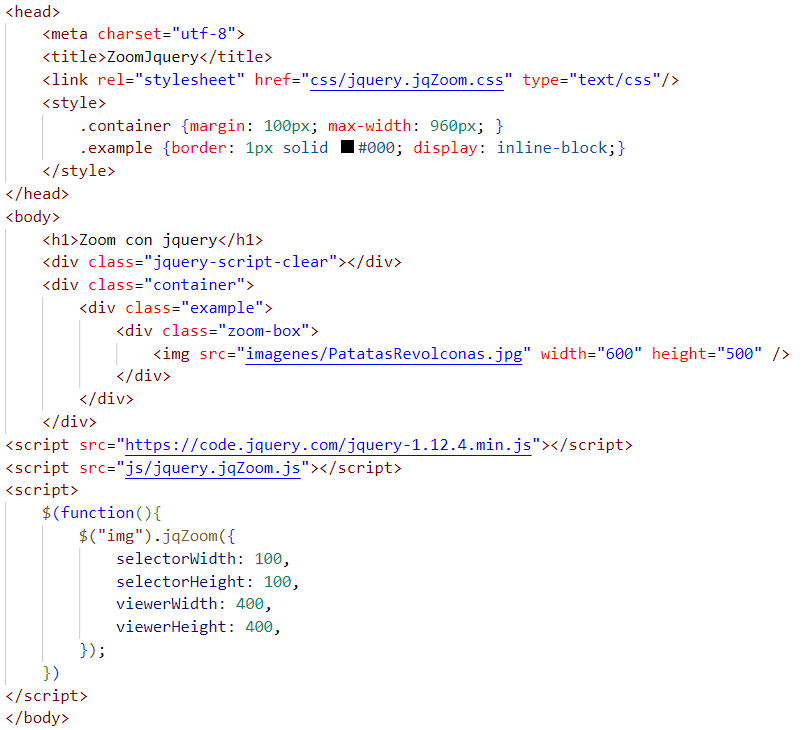 <head>
<meta charset="utf-8">
<title>ZoomJquery</title>
<link rel="stylesheet" href="css/jquery.jqZoom.css" type="text/css"/>
<style>
.container {margin: 100px; max-width: 960px; }
.example {border: 1px solid #000; display: inline-block;}
</style>
</head>
<body>
<h1>Zoom con jquery</h1>
<div class="jquery-script-clear"></div>
<div class="container">
<div class="example">
<div class="zoom-box">
<img src="imagenes/PatatasRevolconas.jpg" width="600" height="500" />
</div>
</div>
</div>
<script src="https://code.jquery.com/jquery-1.12.4.min.js"></script>
<script src="js/jquery.jqZoom.js"></script>
<script>
$(function(){
$("img").jqZoom({
selectorWidth: 100,
selectorHeight: 100,
viewerWidth: 400,
viewerHeight: 400,
});
})
</script>
</body>